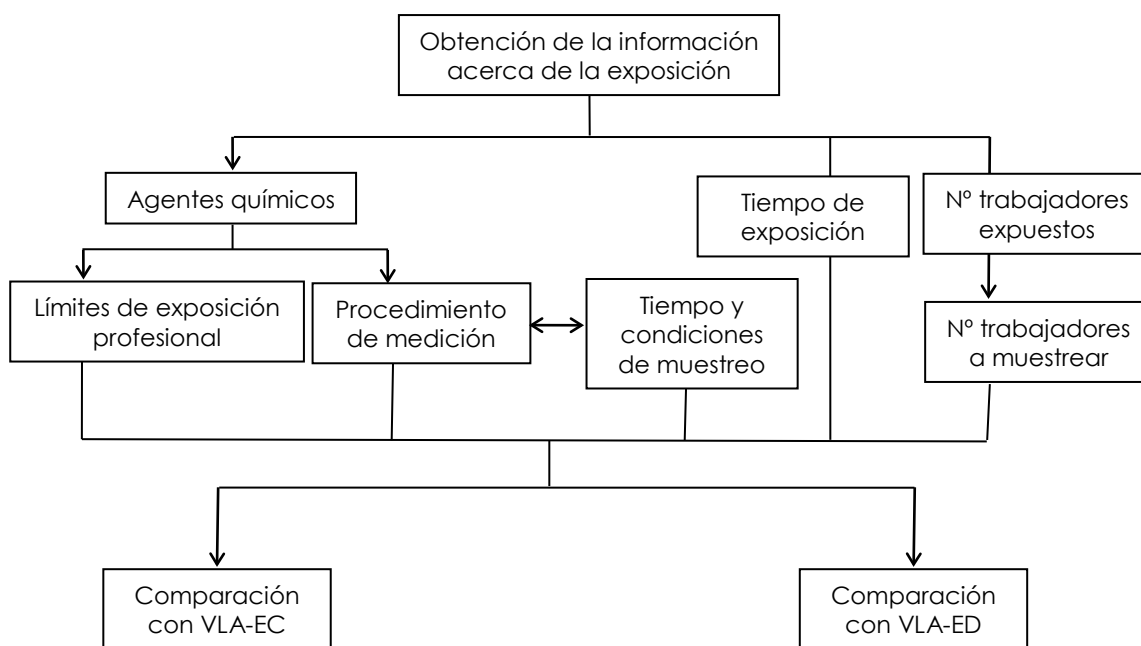 Obtención de la información
acerca de la exposición
Agentes químicos
Tiempo de
exposición
Nº trabajadores
expuestos
Límites de exposición
profesional
Procedimiento
de medición
Tiempo y
condiciones
de muestreo
Nº trabajadores
a muestrear
Comparación
con VLA-EC
Comparación
con VLA-ED